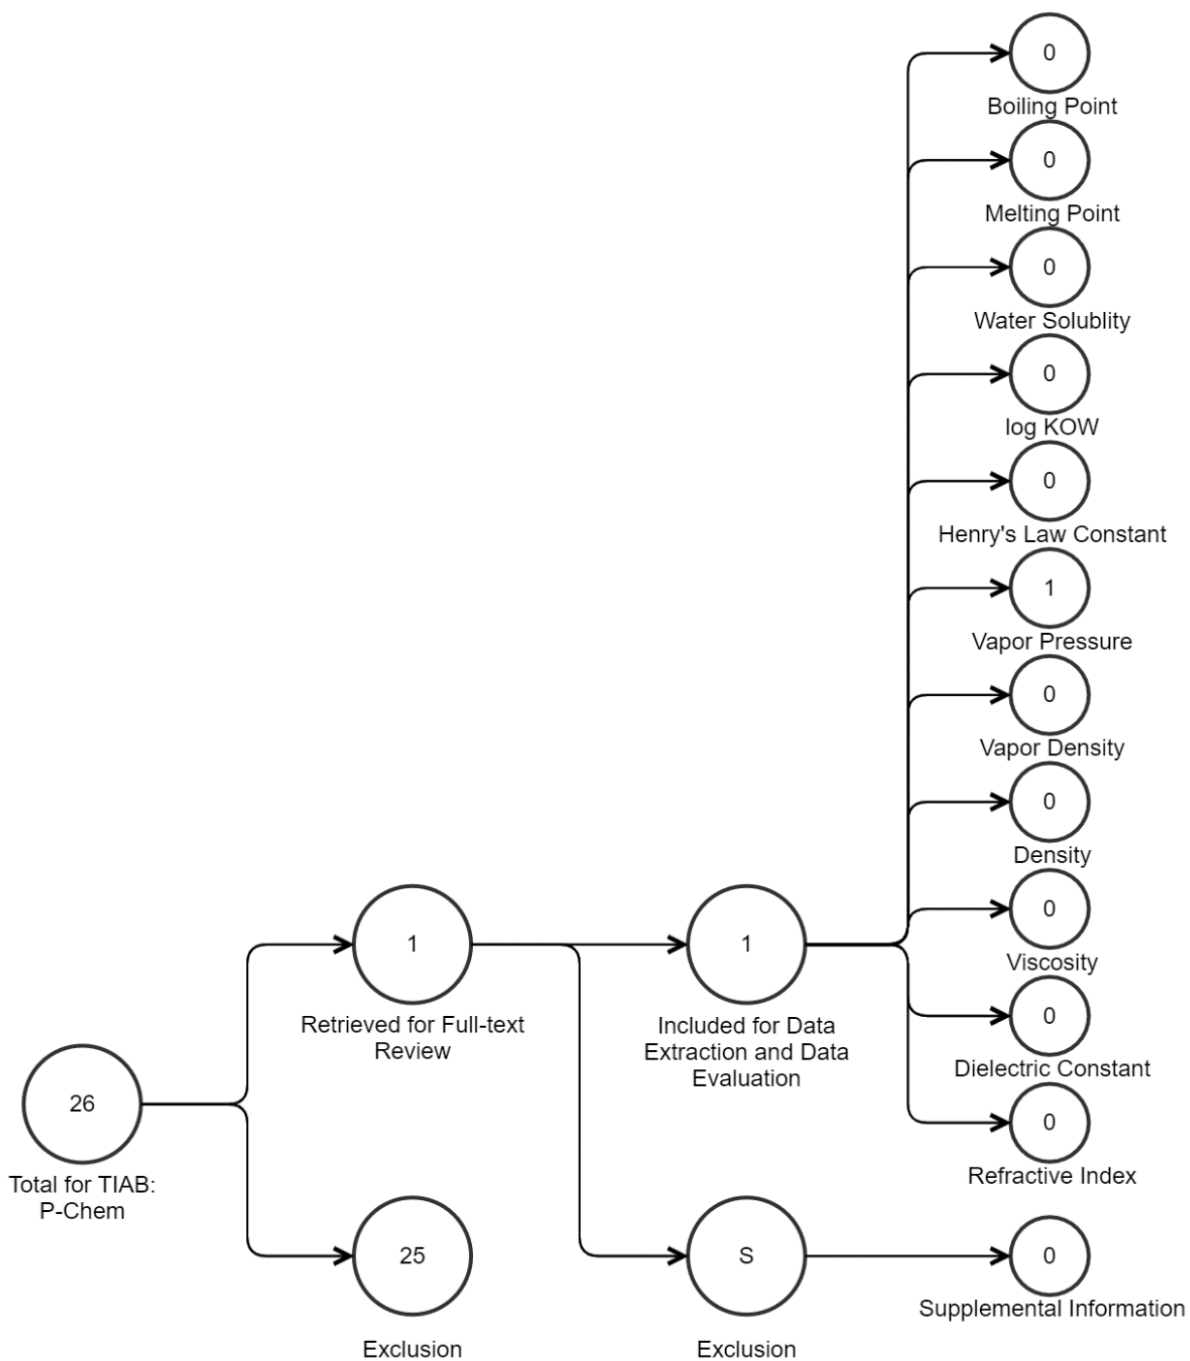 0
Boiling Point
0
Melting Point
0
Water Solublity
0
log KOW
0
Henry's Law Constant
1
Vapor Pressure
0
Vapor Density
0
Density
0
Viscosity
0
Dielectric Constant
0
Refractive Index
1
Retrieved for Full-text
Review
1
Included for Data
Extraction and Data
Evaluation
26
Total for TIAB:
P-Chem
25
Exclusion
S
Exclusion
0
Supplemental Information